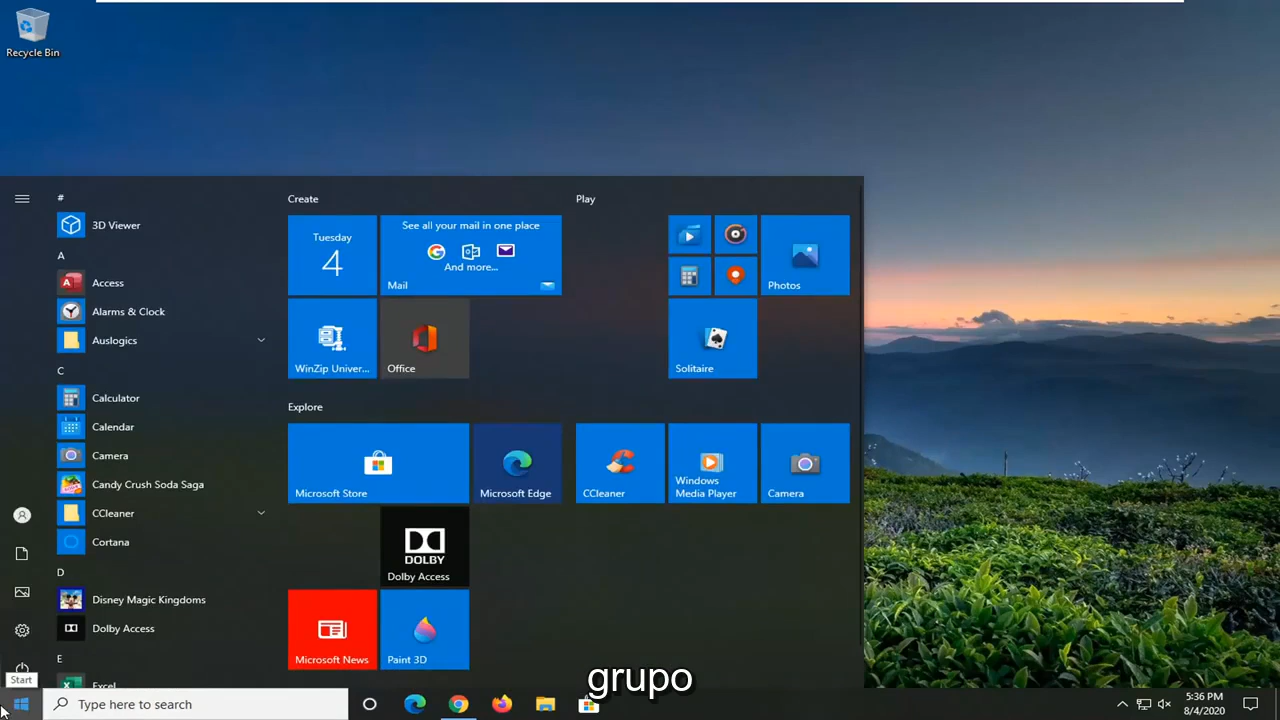 Recycle Bin
#
3D Viewer
A
Access
Alarms & Clock
Auslogics
C
Calculator
Calendar
Camera
Candy Crush Soda Saga
CCleaner
Cortana
D
Disney Magic Kingdoms
Dolby Access
E
Excel
Create
Tuesday
4
See all your mail in one place
And more...
Mail
WinZip Univer...
Office
Play
Photos
Solitaire
Explore
Microsoft Store
Microsoft Edge
CCleaner
Windows
Media Player
Camera
DOLBY
Dolby Access
Microsoft News
Paint 3D
grupo
Start
Type here to search
5:36 PM
8/4/2020